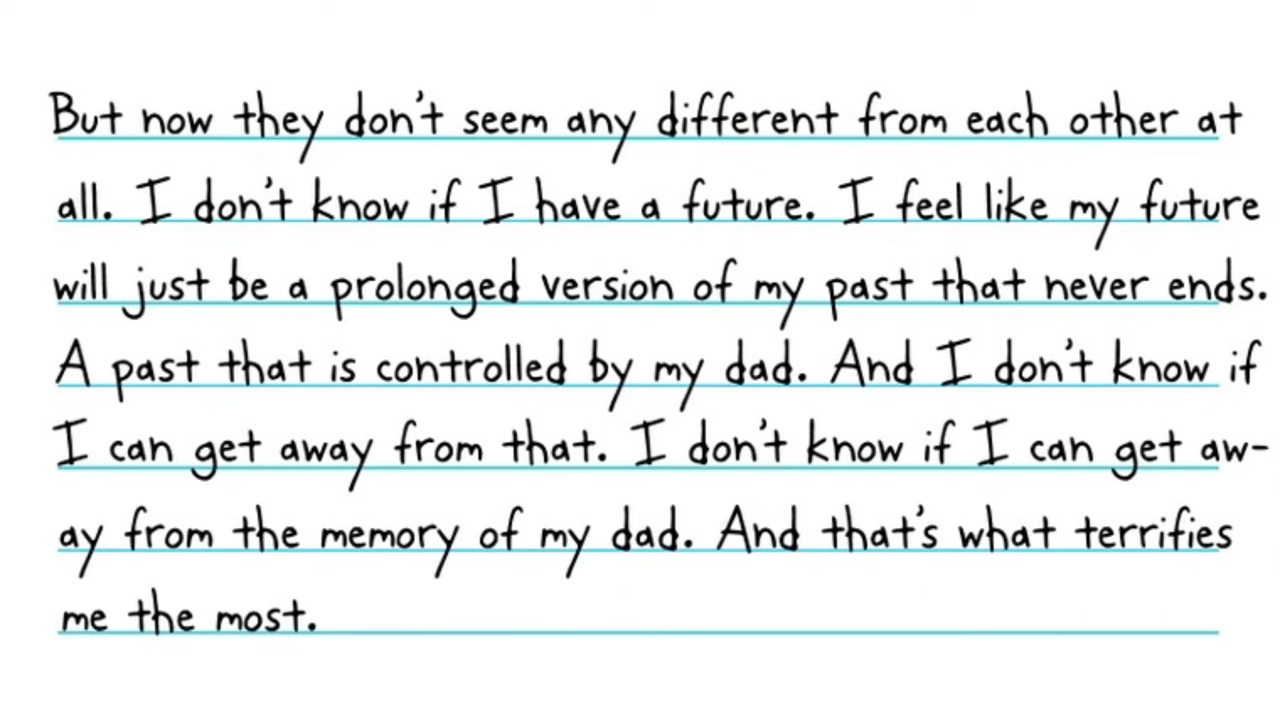 But now they don't seem any different from each other at
all. I don't know if I have a future. I feel like my future
will just be a prolonged version of my past that never ends.
A past that is controlled by my dad. And I don't know if
I can get away from that. I don't know if I can get aw-
ay from the memory of my dad. And that's what terrifies
me the most.